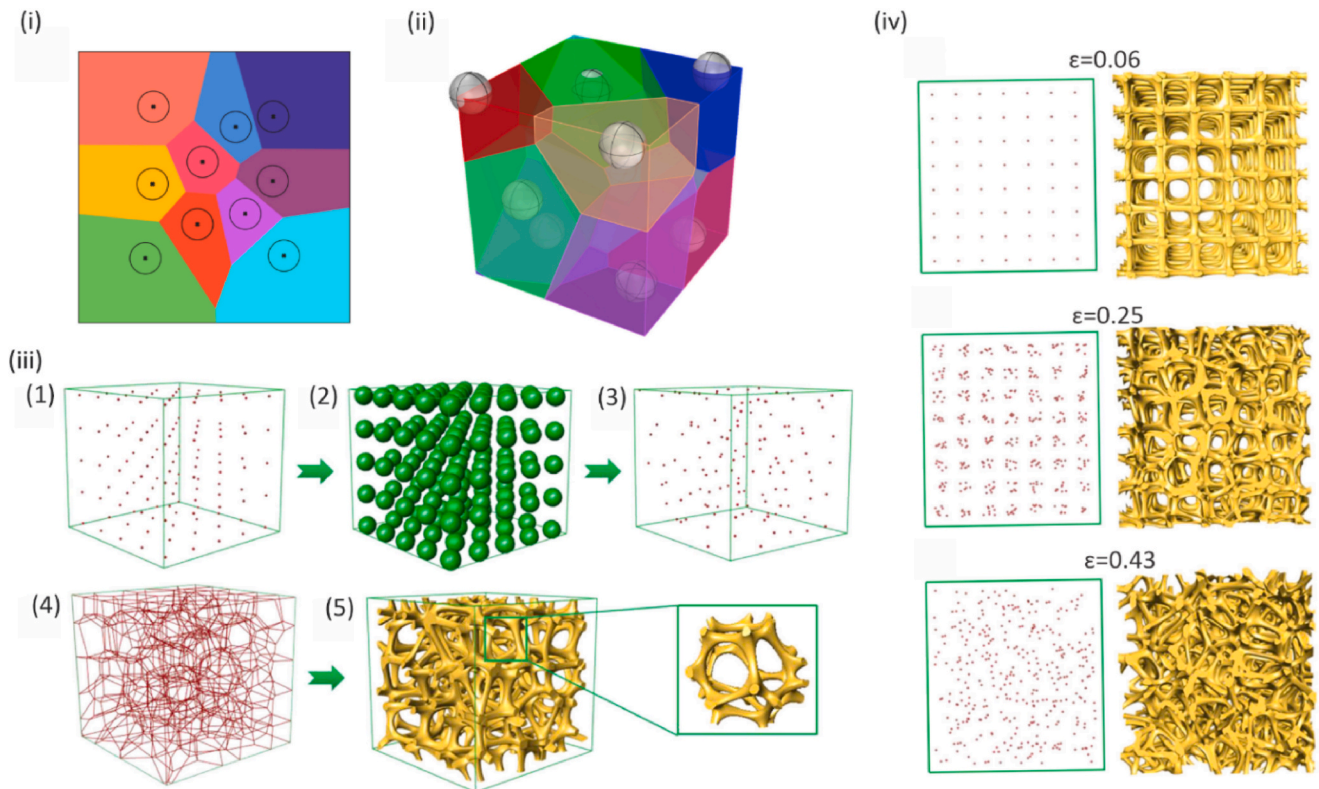 (i)
(ii)
(iii)
(1)
(2)
(3)
(4)
(5)
(iv)
ε=0.06
ε=0.25
ε=0.43